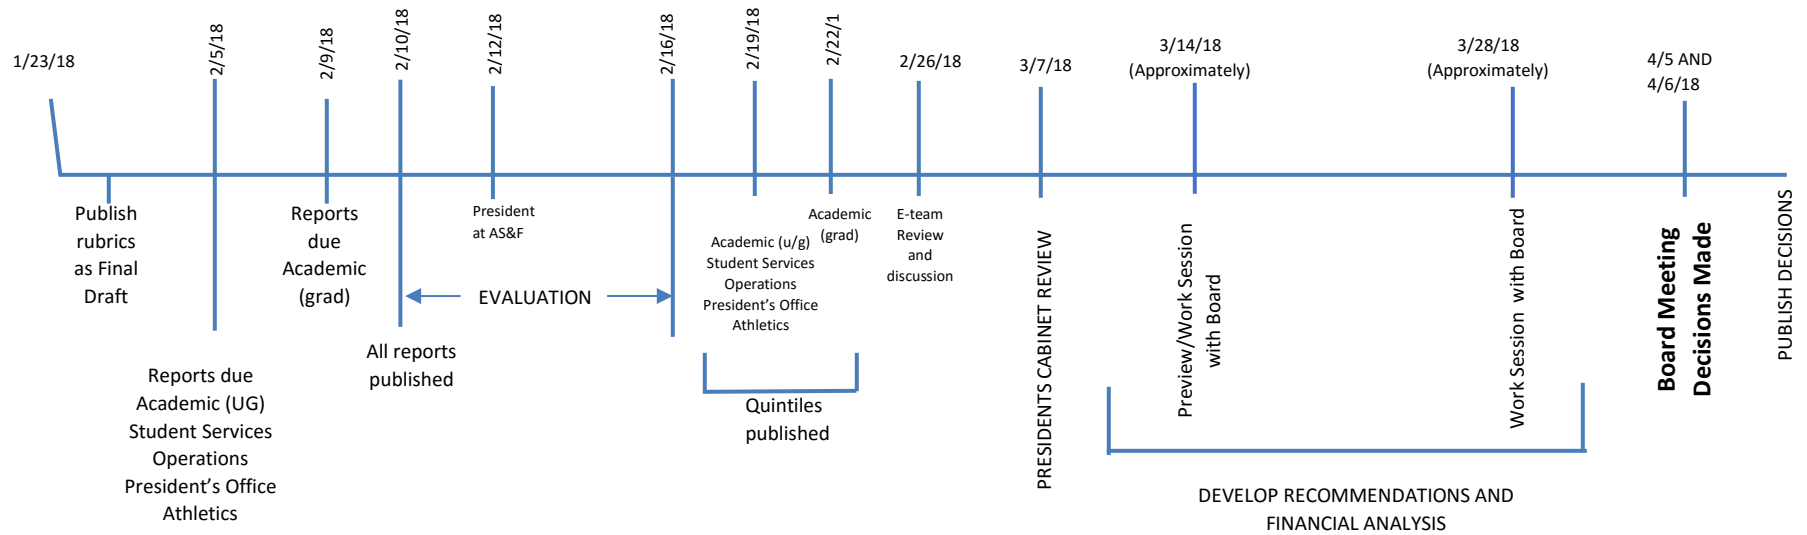 1/23/18
2/5/18
2/9/18
2/10/18
2/12/18
2/16/18
2/19/18
2/22/1
2/26/18
3/7/18
3/14/18
(Approximately)
3/28/18
(Approximately)
4/5 AND
4/6/18
Publish
rubrics
as Final
Draft
Reports due
Academic (UG)
Student Services
Operations
President’s Office
Athletics
Reports
due
Academic
(grad)
All reports
published
EVALUATION
President
at AS&F
Academic (u/g)
Student Services
Operations
President’s Office
Athletics
Academic
(grad)
Quintiles
published
E-team
Review
and
discussion
PRESIDENTS CABINET REVIEW
Preview/Work Session
with Board
Work Session with Board
DEVELOP RECOMMENDATIONS AND
FINANCIAL ANALYSIS
Board Meeting
Decisions Made
PUBLISH DECISIONS